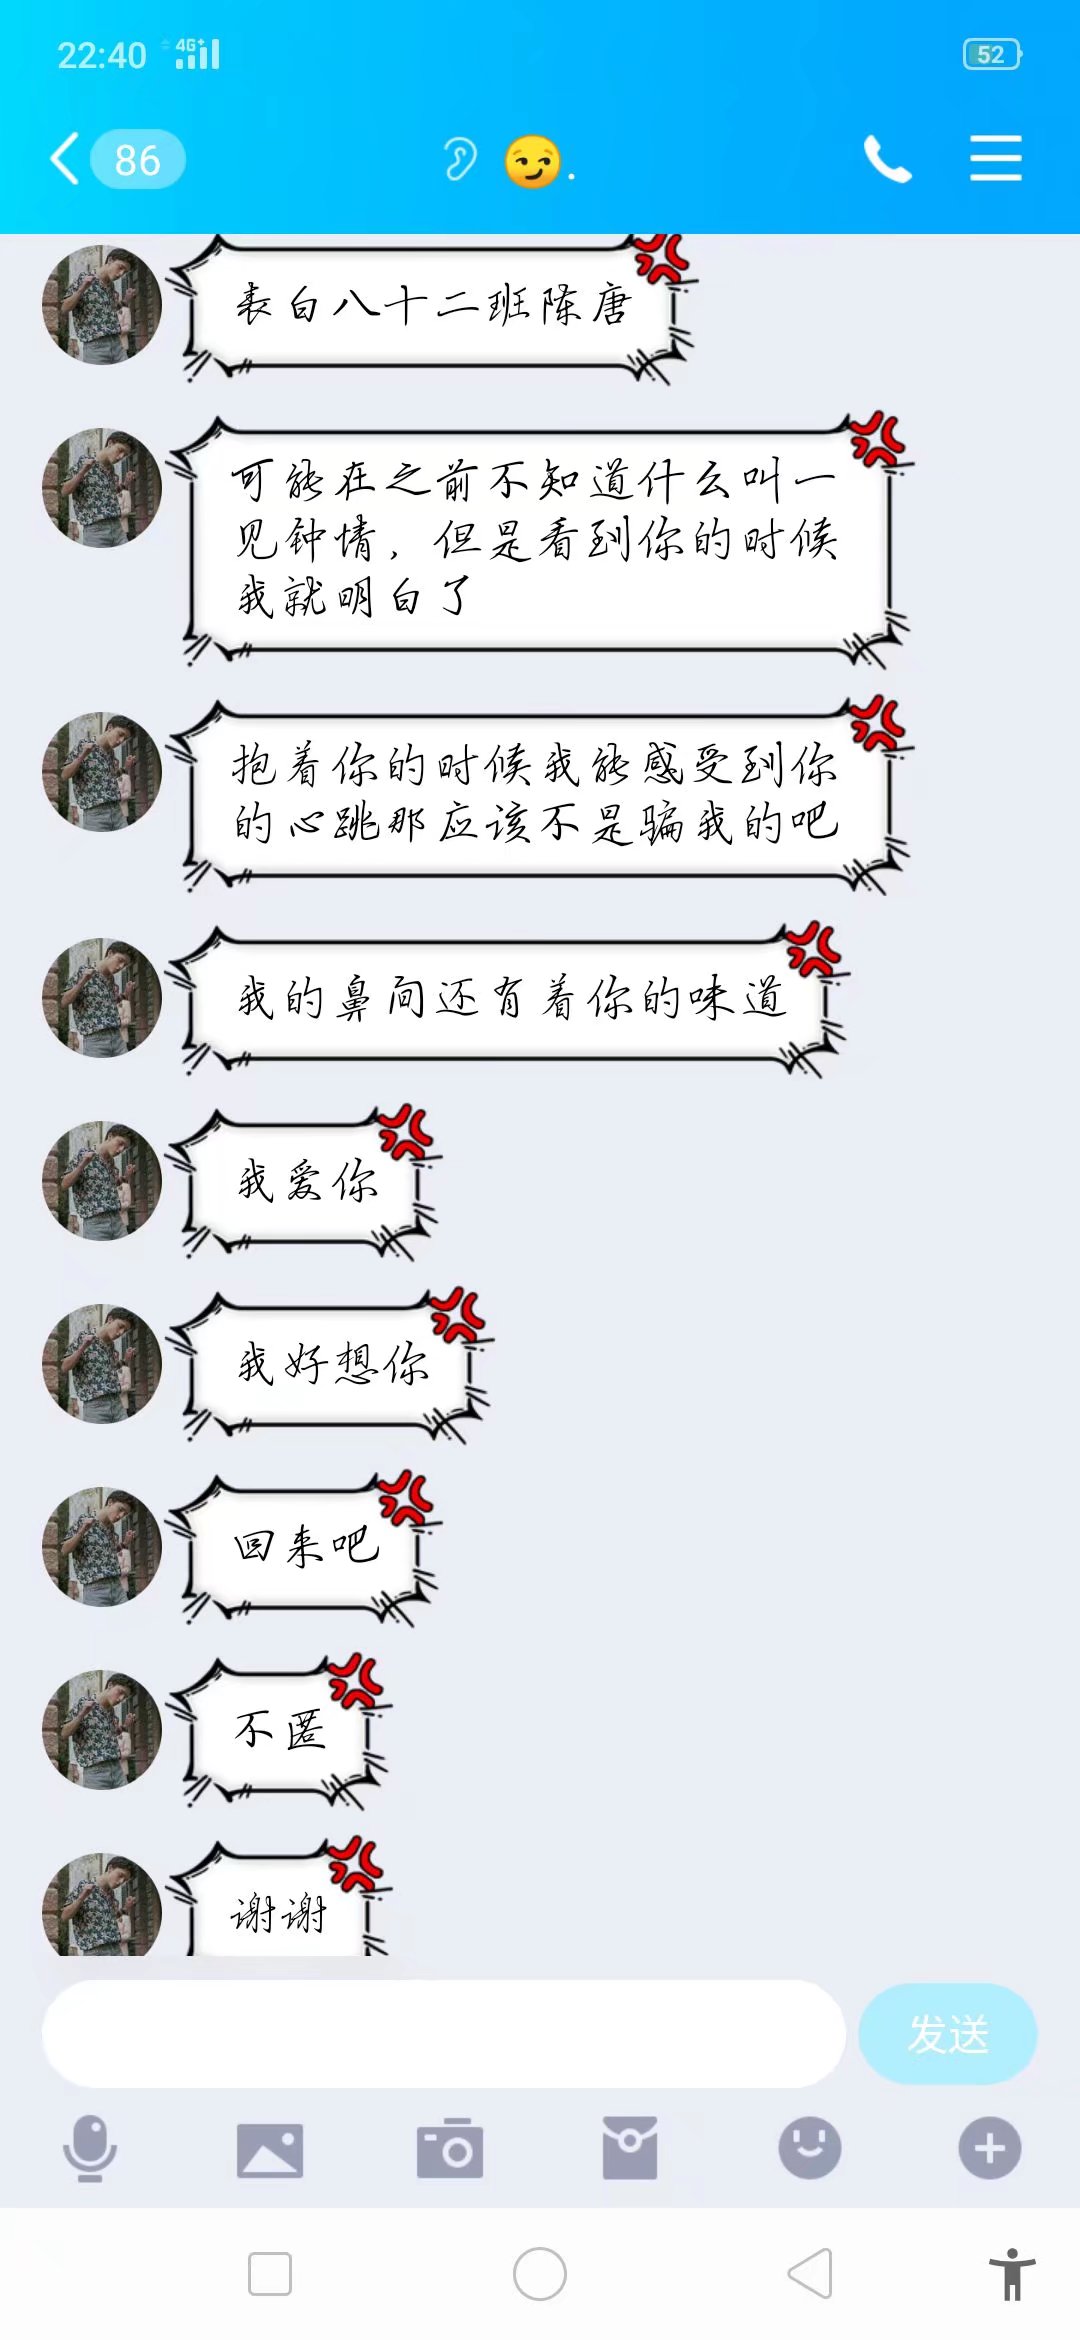 22:40
4G+
52
86
.
表白八十二班陈唐
可能在之前不知道什么叫一
见钟情，但是看到你的时候
我就明白了
抱着你的时候我能感受到你
的心跳那应该不是骗我的吧
我的鼻间还有着你的味道
我爱你
我好想你
回来吧
不匿
谢谢
发送